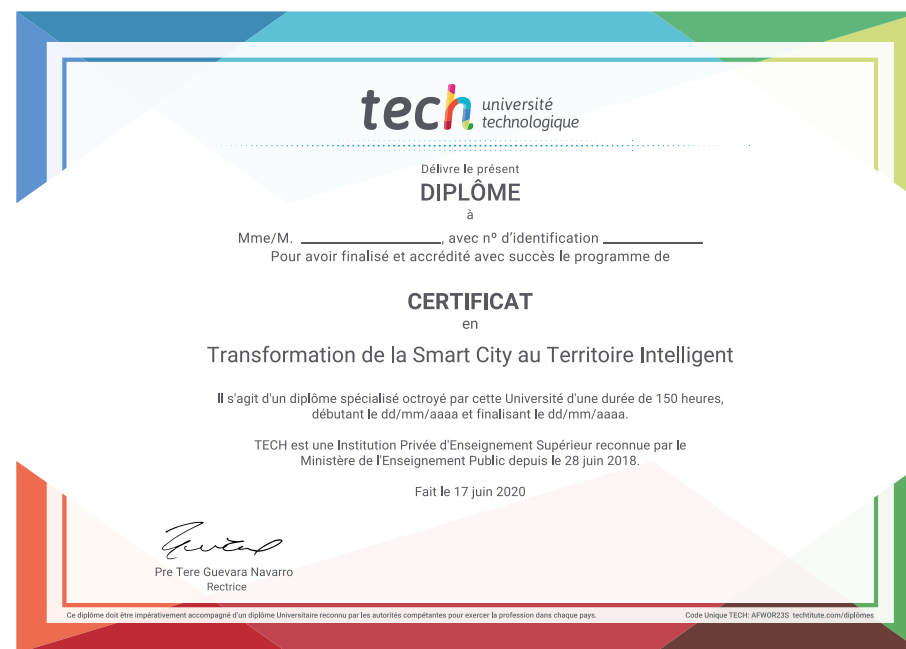 tech université
technologique
Délivre le présent
DIPLÔME
à
Mme/M. ____________________, avec nº d'identification ______________
Pour avoir finalisé et accrédité avec succès le programme de
CERTIFICAT
en
Transformation de la Smart City au Territoire Intelligent
Il s'agit d'un diplôme spécialisé octroyé par cette Université d'une durée de 150 heures,
débutant le dd/mm/aaaa et finalisant le dd/mm/aaaa.
TECH est une Institution Privée d'Enseignement Supérieur reconnue par le
Ministère de l'Enseignement Public depuis le 28 juin 2018.
Fait le 17 juin 2020
Pre Tere Guevara Navarro
Rectrice
Ce diplôme doit être impérativement accompagné d'un diplôme Universitaire reconnu par les autorités compétantes pour exercer la profession dans chaque pays.
Code Unique TECH: AFWOR23S techtitute.com/diplômes